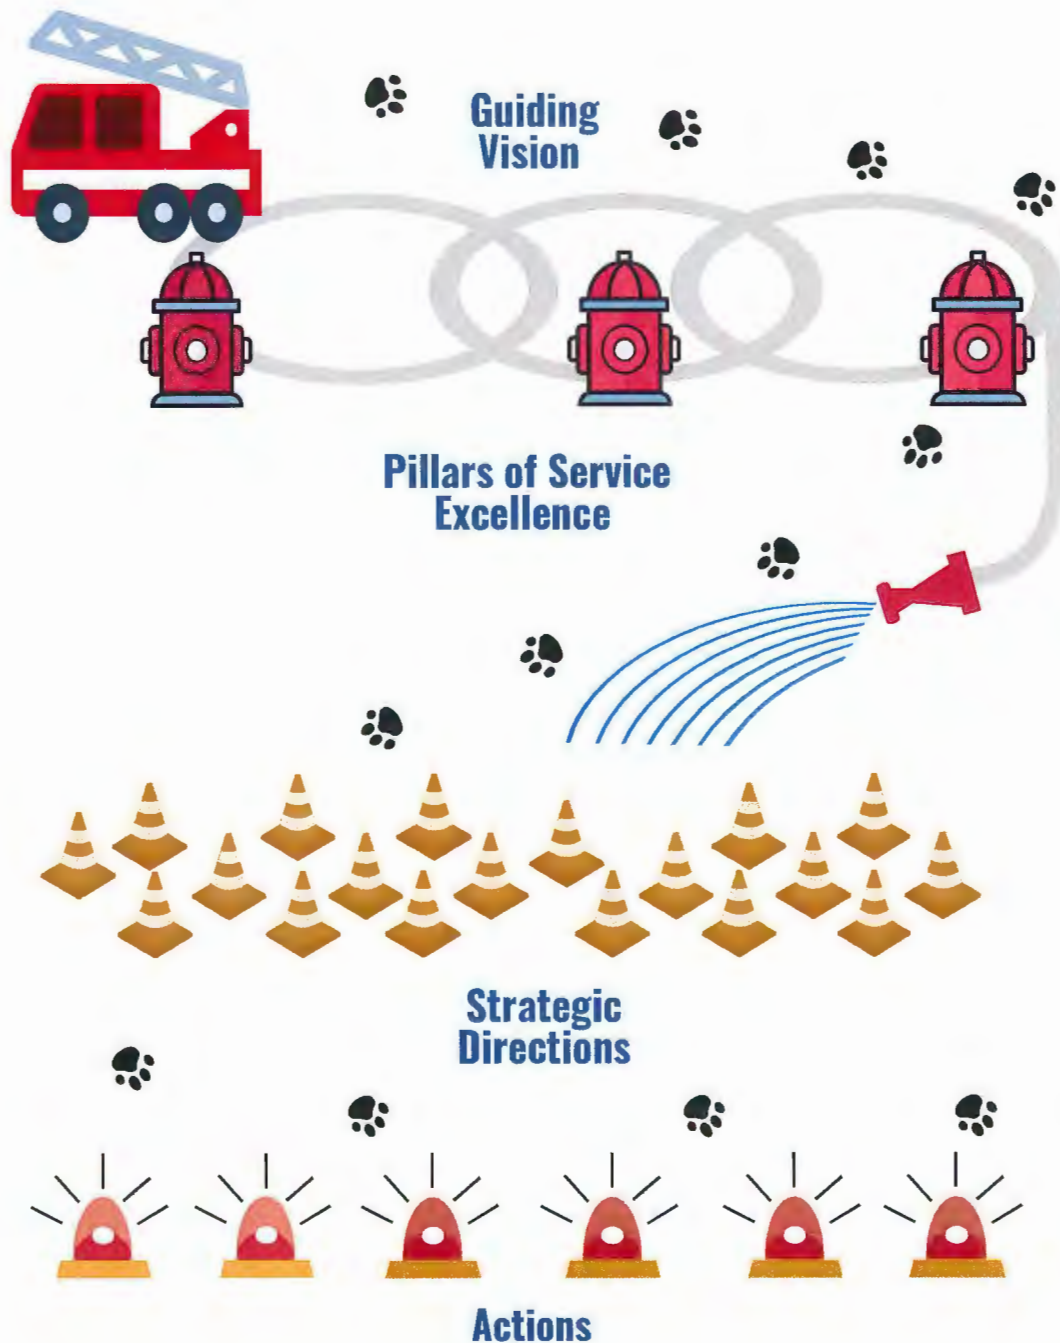 Guiding
Vision
Pillars of Service
Excellence
Strategic
Directions
Actions